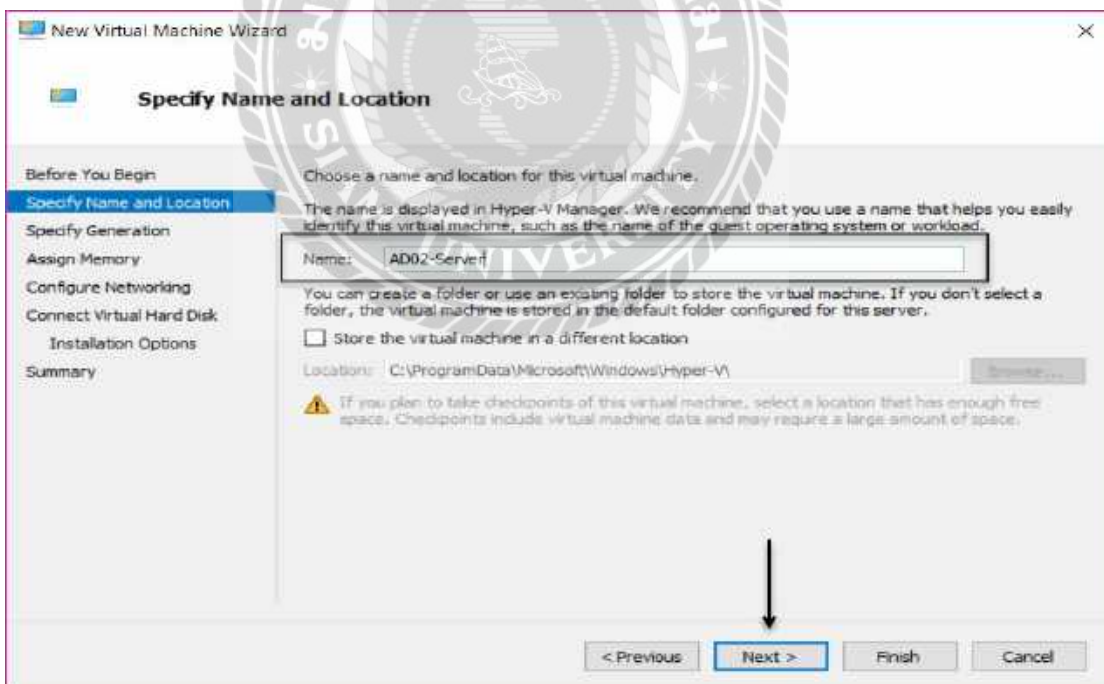 New Virtual Machine Wizard
Specify Name and Location
Before You Begin
Specify Name and Location
Specify Generation
Assign Memory
Configure Networking
Connect Virtual Hard Disk
Installation Options
Summary
Choose a name and location for this virtual machine.
The name is displayed in Hyper-V Manager. We recommend that you use a name that helps you easily
identify this virtual machine, such as the name of the guest operating system or workload.
Name: AD02-Server
You can create a folder or use an existing folder to store the virtual machine. If you don't select a
folder, the virtual machine is stored in the default folder configured for this server.
Store the virtual machine in a different location
Location: C:\ProgramData\Microsoft\Windows\Hyper-V\
Browse...
If you plan to take checkpoints of this virtual machine, select a location that has enough free
space. Checkpoints include virtual machine data and may require a large amount of space.
< Previous
Next >
Finish
Cancel
UNIVERSITY